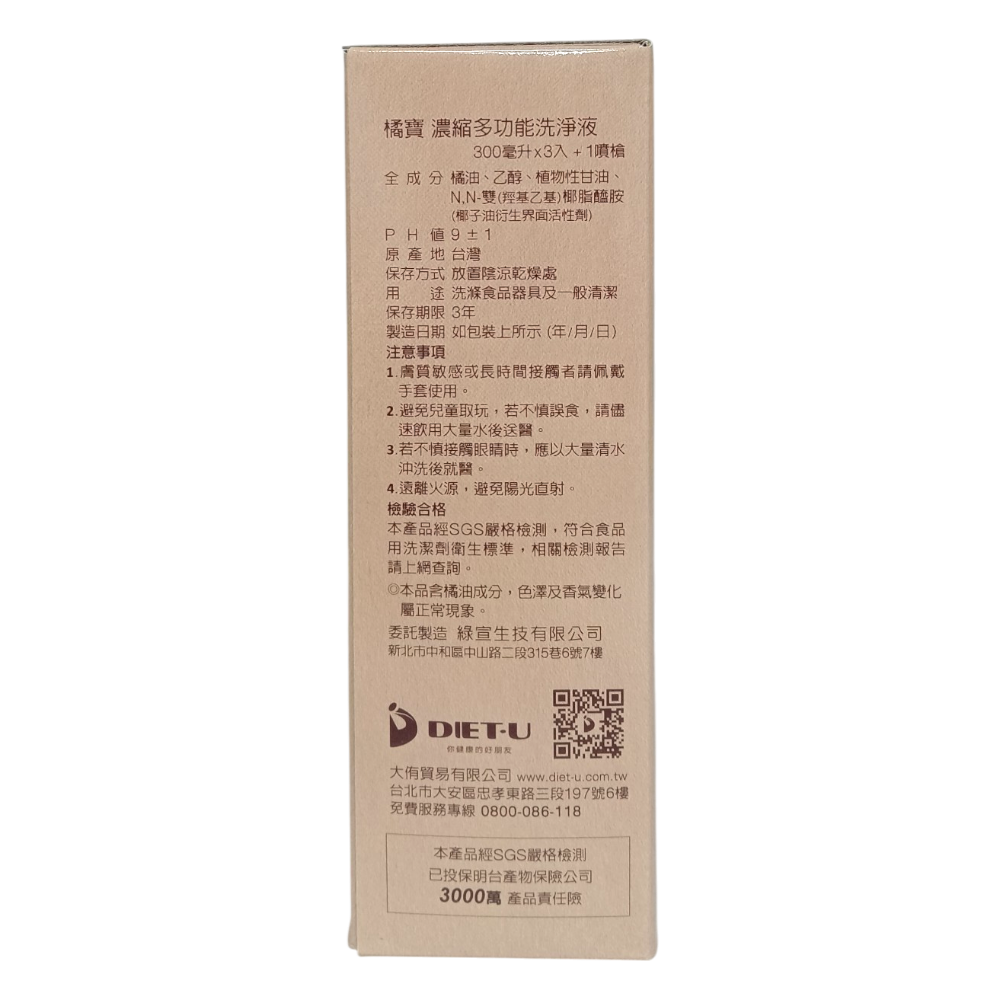 橘寶 濃縮多功能洗淨液
300毫升x3入 + 1噴槍
全成分 橘油、乙醇、植物性甘油、
N,N-雙(羥基乙基)椰脂醯胺
(椰子油衍生界面活性劑)
PH值 9 ± 1
原產地 台灣
保存方式 放置陰涼乾燥處
用途 洗滌食品器具及一般清潔
保存期限 3年
製造日期 如包裝上所示 (年/月/日)
注意事項
1.膚質敏感或長時間接觸者請佩戴
手套使用。
2.避免兒童取玩,若不慎誤食,請儘
速飲用大量水後送醫。
3.若不慎接觸眼睛時,應以大量清水
沖洗後就醫。
4.遠離火源,避免陽光直射。
檢驗合格
本產品經SGS嚴格檢測,符合食品
用洗潔劑衛生標準,相關檢測報告
請上網查詢。
◎本品含橘油成分,色澤及香氣變化
屬正常現象。
委託製造 綠宣生技有限公司
新北市中和區中山路二段315巷6號7樓
DIET-U
你健康的好朋友
大侑貿易有限公司 www.diet-u.com.tw
台北市大安區忠孝東路三段197號6樓
免費服務專線 0800-086-118
本產品經SGS嚴格檢測
已投保明台產物保險公司
3000萬 產品責任險